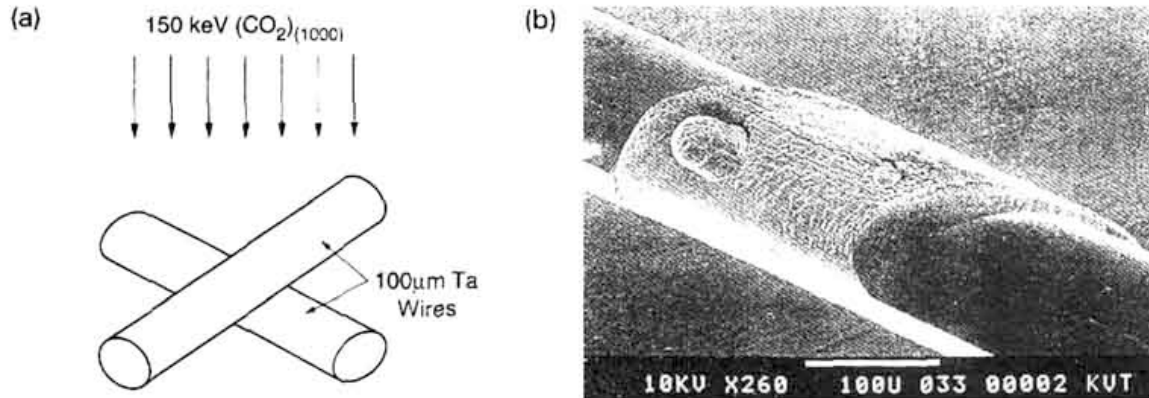 (a)
150 keV (CO₂)₍₁₀₀₀₎
100μm Ta
Wires
(b)
10KV X260 100U 033 00002 KVT